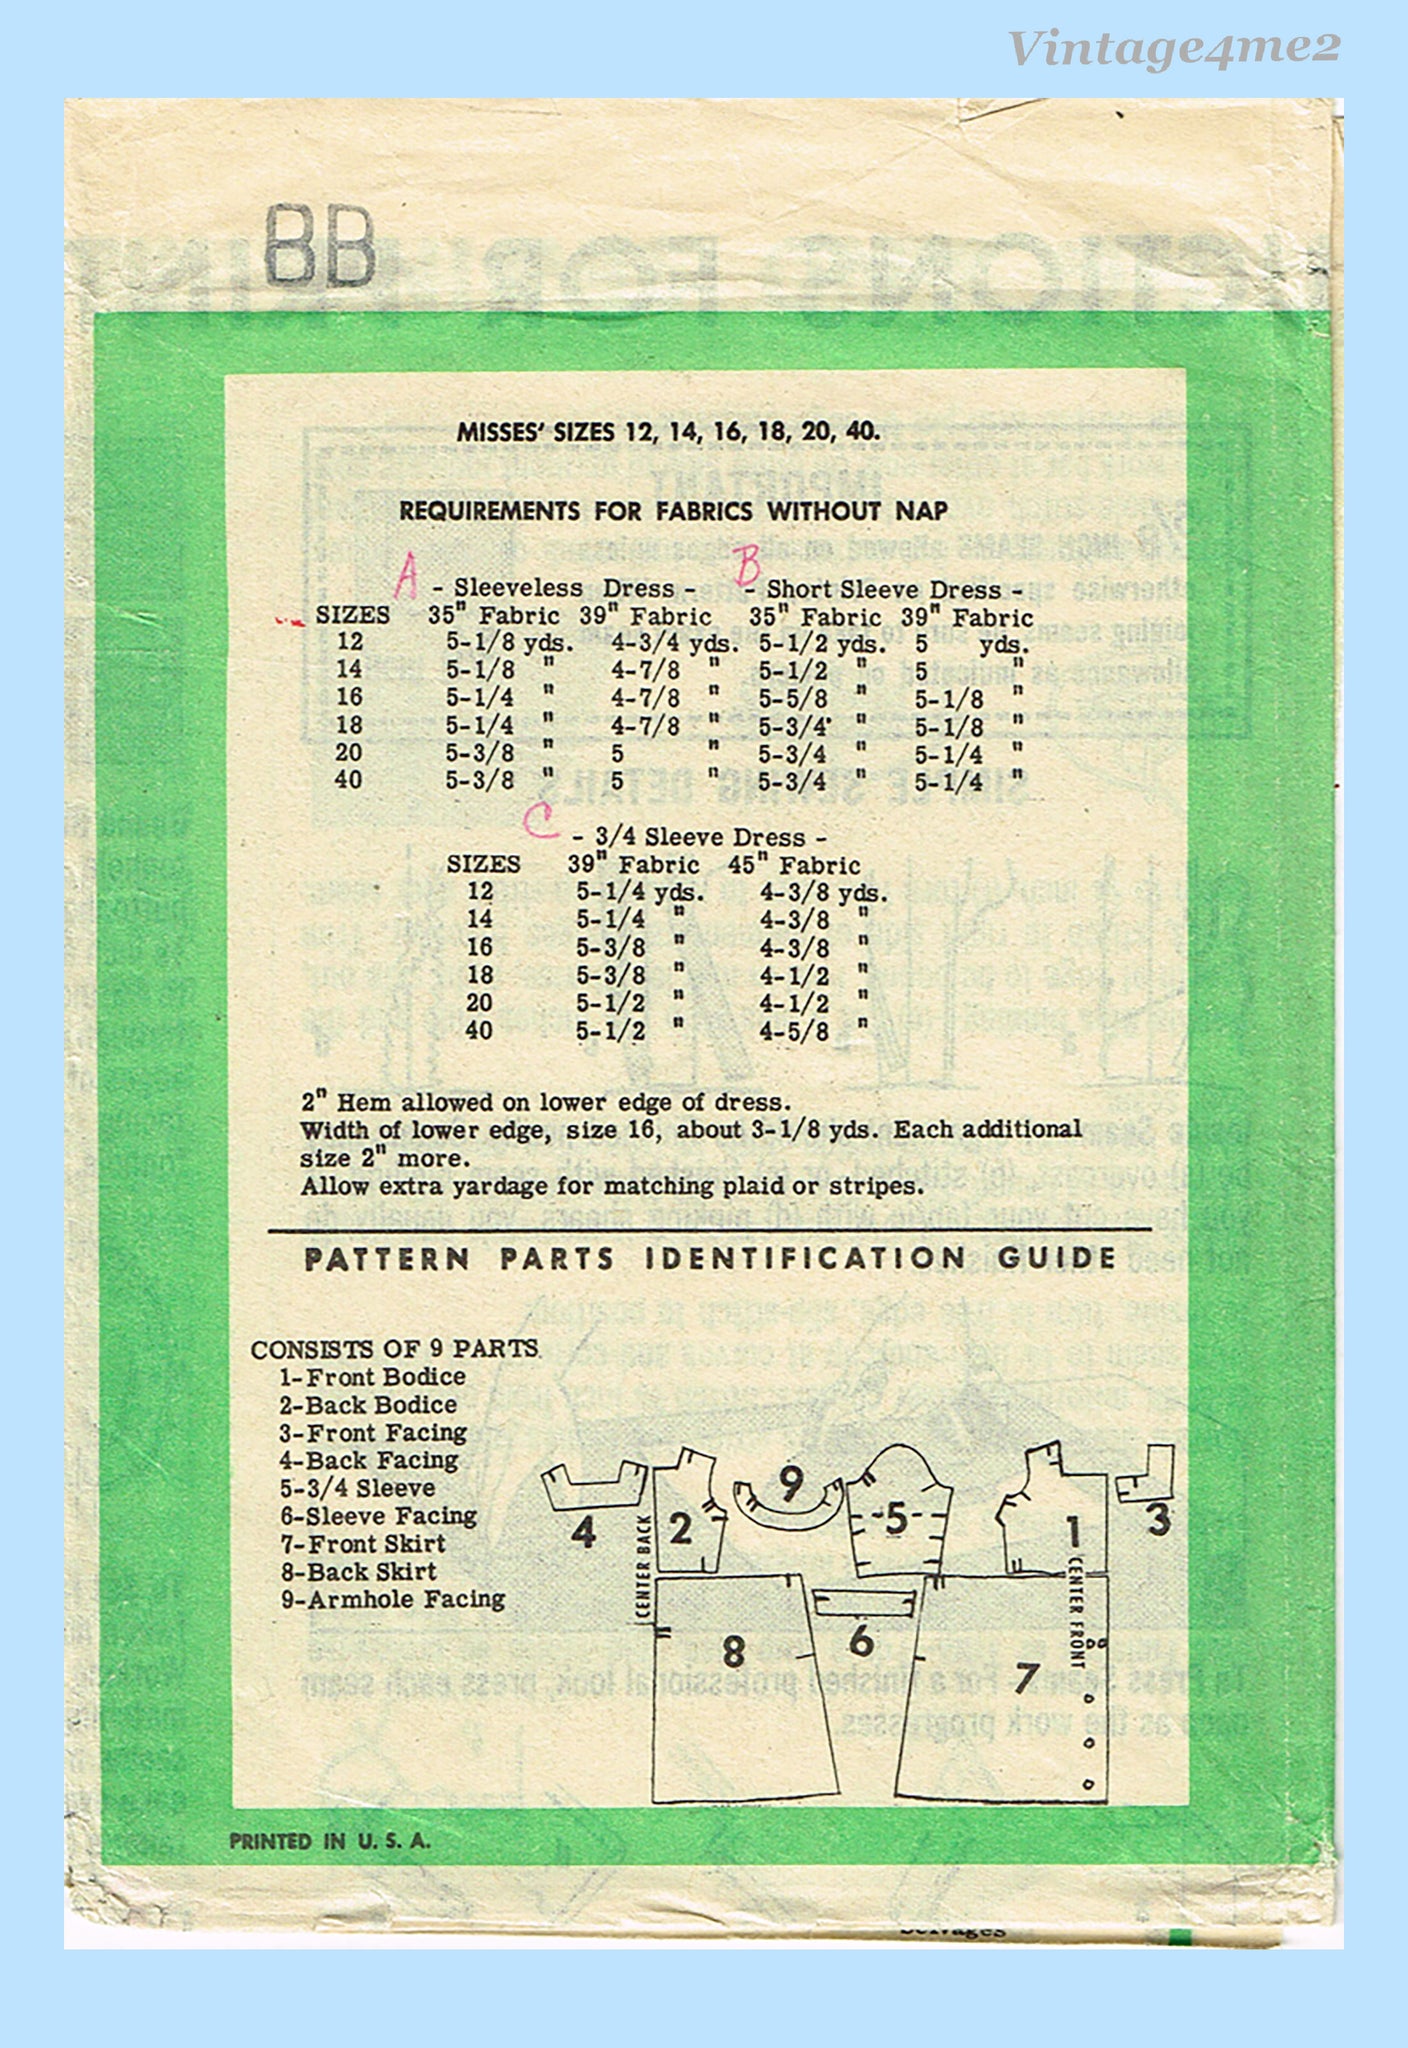 Vintage4me2
BB
MISSES' SIZES 12, 14, 16, 18, 20, 40.
REQUIREMENTS FOR FABRICS WITHOUT NAP
A - Sleeveless Dress - B - Short Sleeve Dress -
SIZES 35" Fabric 39" Fabric 35" Fabric 39" Fabric
12 5-1/8 yds. 4-3/4 yds. 5-1/2 yds. 5 yds.
14 5-1/8 " 4-7/8 " 5-1/2 " 5 "
16 5-1/4 " 4-7/8 " 5-5/8 " 5-1/8 "
18 5-1/4 " 4-7/8 " 5-3/4 " 5-1/8 "
20 5-3/8 " 5 " 5-3/4 " 5-1/4 "
40 5-3/8 " 5 " 5-3/4 " 5-1/4 "
C - 3/4 Sleeve Dress -
SIZES 39" Fabric 45" Fabric
12 5-1/4 yds. 4-3/8 yds.
14 5-1/4 " 4-3/8 "
16 5-3/8 " 4-3/8 "
18 5-3/8 " 4-1/2 "
20 5-1/2 " 4-1/2 "
40 5-1/2 " 4-5/8 "
2" Hem allowed on lower edge of dress.
Width of lower edge, size 16, about 3-1/8 yds. Each additional
size 2" more.
Allow extra yardage for matching plaid or stripes.
PATTERN PARTS IDENTIFICATION GUIDE
CONSISTS OF 9 PARTS
1-Front Bodice
2-Back Bodice
3-Front Facing
4-Back Facing
5-3/4 Sleeve
6-Sleeve Facing
7-Front Skirt
8-Back Skirt
9-Armhole Facing
4
CENTER BACK
2
9
-5-
1
3
8
6
7
CENTER FRONT
PRINTED IN U. S. A.
Selvages